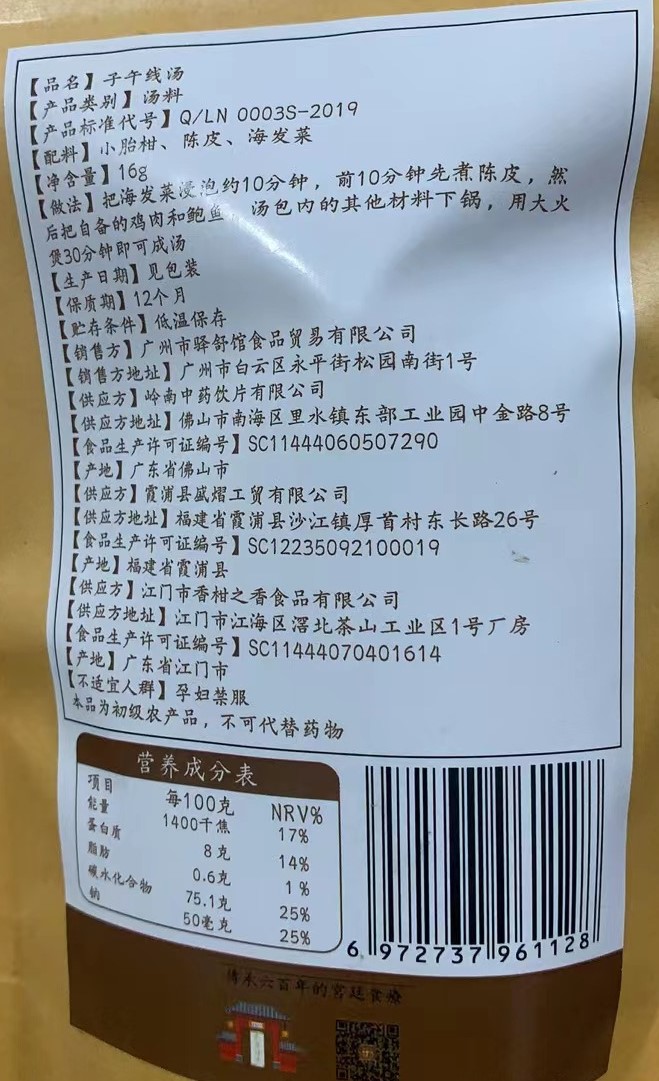 【品名】子午线汤
【产品类别】汤料
【产品标准代号】Q/LN 0003S-2019
【配料】小胎柑、陈皮、海发菜
【净含量】16g
【做法】把海发菜浸泡约10分钟，前10分钟先煮陈皮，然
后把自备的鸡肉和鲍鱼 汤包内的其他材料下锅，用大火
煲30分钟即可成汤
【生产日期】见包装
【保质期】12个月
【贮存条件】低温保存
【销售方】广州市驿舒馆食品贸易有限公司
【销售方地址】广州市白云区永平街松园南街1号
【供应方】岭南中药饮片有限公司
【供应方地址】佛山市南海区里水镇东部工业园中金路8号
【食品生产许可证编号】SC11444060507290
【产地】广东省佛山市
【供应方】霞浦县盛熠工贸有限公司
【供应方地址】福建省霞浦县沙江镇厚首村东长路26号
【食品生产许可证编号】SC12235092100019
【产地】福建省霞浦县
【供应方】江门市香柑之香食品有限公司
【供应方地址】江门市江海区滘北茶山工业区1号厂房
【食品生产许可证编号】SC11444070401614
【产地】广东省江门市
【不适宜人群】孕妇禁服
本品为初级农产品，不可代替药物
营养成分表
项目 每100克 NRV%
能量 1400千焦 17%
蛋白质 8克 14%
脂肪 0.6克 1%
碳水化合物 75.1克 25%
钠 50毫克 25%
6 972737 961128
傳承六百年的宫廷食療